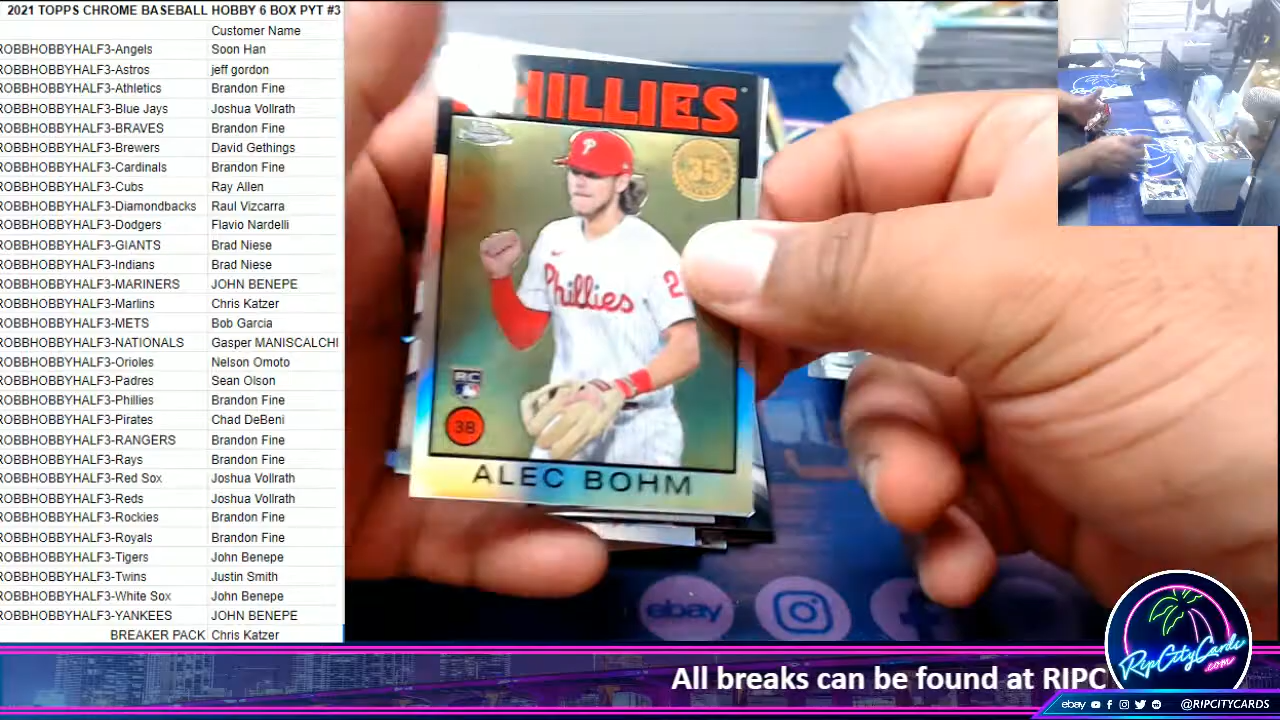 2021 TOPPS CHROME BASEBALL HOBBY 6 BOX PYT #3
Customer Name
ROBBHOBBYHALF3-Angels Soon Han
ROBBHOBBYHALF3-Astros jeff gordon
ROBBHOBBYHALF3-Athletics Brandon Fine
ROBBHOBBYHALF3-Blue Jays Joshua Vollrath
ROBBHOBBYHALF3-BRAVES Brandon Fine
ROBBHOBBYHALF3-Brewers David Gethings
ROBBHOBBYHALF3-Cardinals Brandon Fine
ROBBHOBBYHALF3-Cubs Ray Allen
ROBBHOBBYHALF3-Diamondbacks Raul Vizcarra
ROBBHOBBYHALF3-Dodgers Flavio Nardelli
ROBBHOBBYHALF3-GIANTS Brad Niese
ROBBHOBBYHALF3-Indians Brad Niese
ROBBHOBBYHALF3-MARINERS JOHN BENEPE
ROBBHOBBYHALF3-Marlins Chris Katzer
ROBBHOBBYHALF3-METS Bob Garcia
ROBBHOBBYHALF3-NATIONALS Gasper MANISCALCHI
ROBBHOBBYHALF3-Orioles Nelson Omoto
ROBBHOBBYHALF3-Padres Sean Olson
ROBBHOBBYHALF3-Phillies Brandon Fine
ROBBHOBBYHALF3-Pirates Chad DeBeni
ROBBHOBBYHALF3-RANGERS Brandon Fine
ROBBHOBBYHALF3-Rays Brandon Fine
ROBBHOBBYHALF3-Red Sox Joshua Vollrath
ROBBHOBBYHALF3-Reds Joshua Vollrath
ROBBHOBBYHALF3-Rockies Brandon Fine
ROBBHOBBYHALF3-Royals Brandon Fine
ROBBHOBBYHALF3-Tigers John Benepe
ROBBHOBBYHALF3-Twins Justin Smith
ROBBHOBBYHALF3-White Sox John Benepe
ROBBHOBBYHALF3-YANKEES JOHN BENEPE
BREAKER PACK Chris Katzer
PHILLIES
35
P
Phillies
2
RC
3B
ALEC BOHM
ebay
All breaks can be found at RIPC
RipCityCards
.com
ebay @RIPCITYCARDS